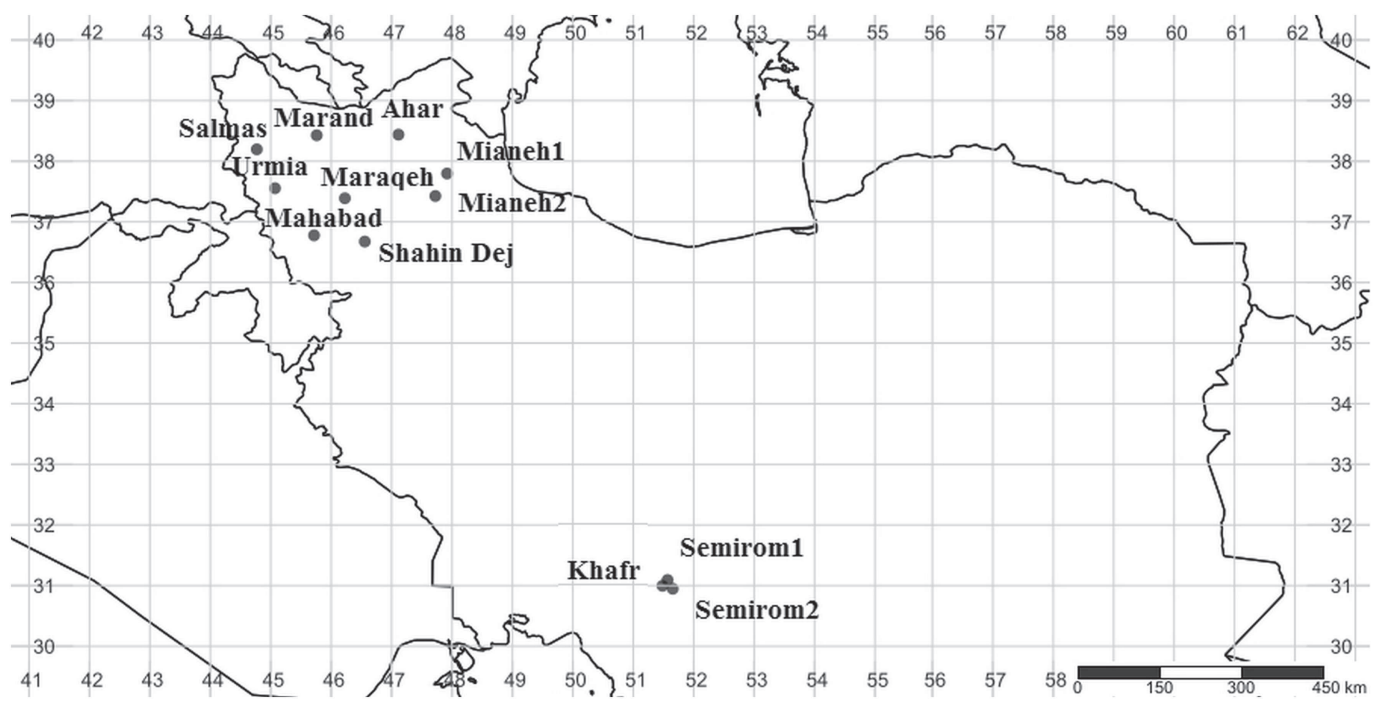 42 43 44 45 46 47 48 49 50 51 52 53 54 55 56 57 58 59 60 61 62
40 40
39 39
Ahar
Marand
Salmas
38 38
Mianeh1
Urmia
Maraqeh
Mianeh2
37 37
Mahabad
Shahin Dej
36 36
35 35
34 34
33 33
32 32
Semirom1
Khafr
31 31
Semirom2
30 30
41 42 43 44 45 46 47 48 49 50 51 52 53 54 55 56 57 58
0 150 300 450 km